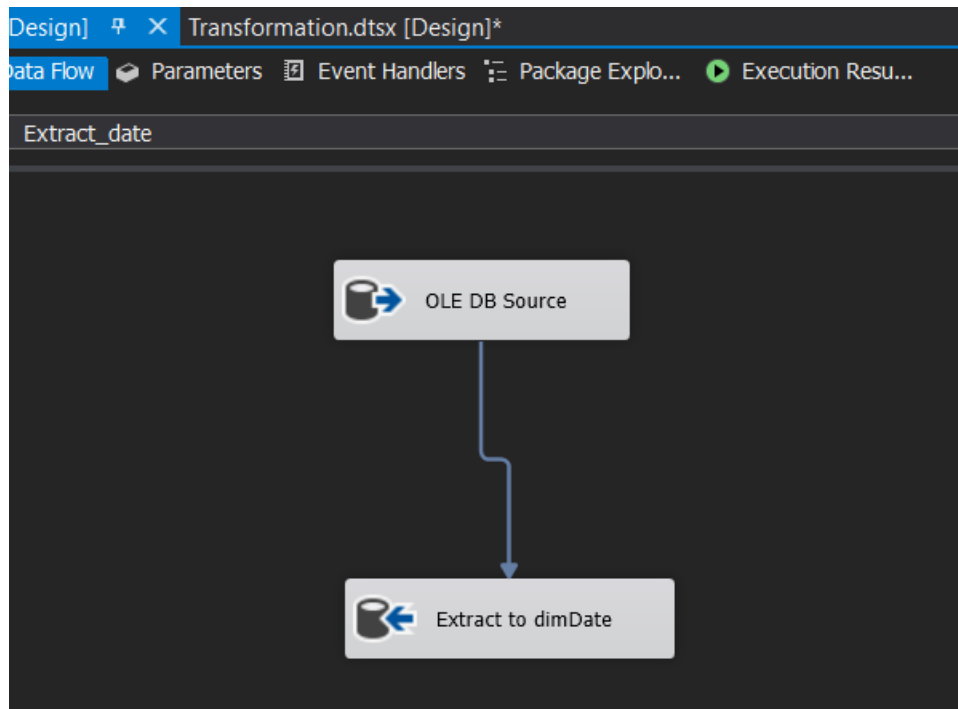 Design] Transformation.dtsx [Design]*
Data Flow Parameters Event Handlers Package Explo... Execution Resu...
Extract_date
OLE DB Source
Extract to dimDate